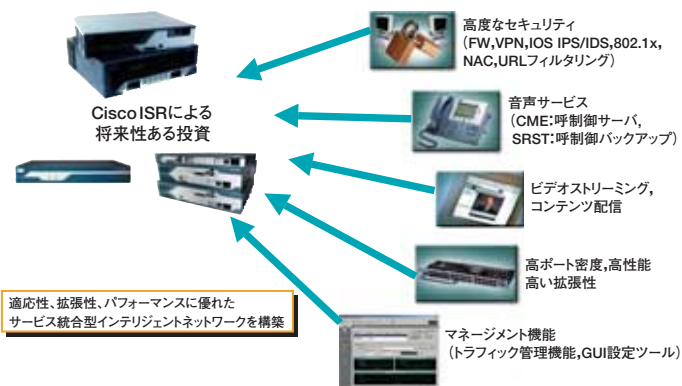 高度なセキュリティ
（FW,VPN,IOS IPS/IDS,802.1x,
NAC,URLフィルタリング）
Cisco ISRによる
将来性ある投資
音声サービス
（CME：呼制御サーバ,
SRST：呼制御バックアップ）
ビデオストリーミング,
コンテンツ配信
高ポート密度,高性能
高い拡張性
適応性、拡張性、パフォーマンスに優れた
サービス統合型インテリジェントネットワークを構築
マネージメント機能
（トラフィック管理機能,GUI設定ツール）